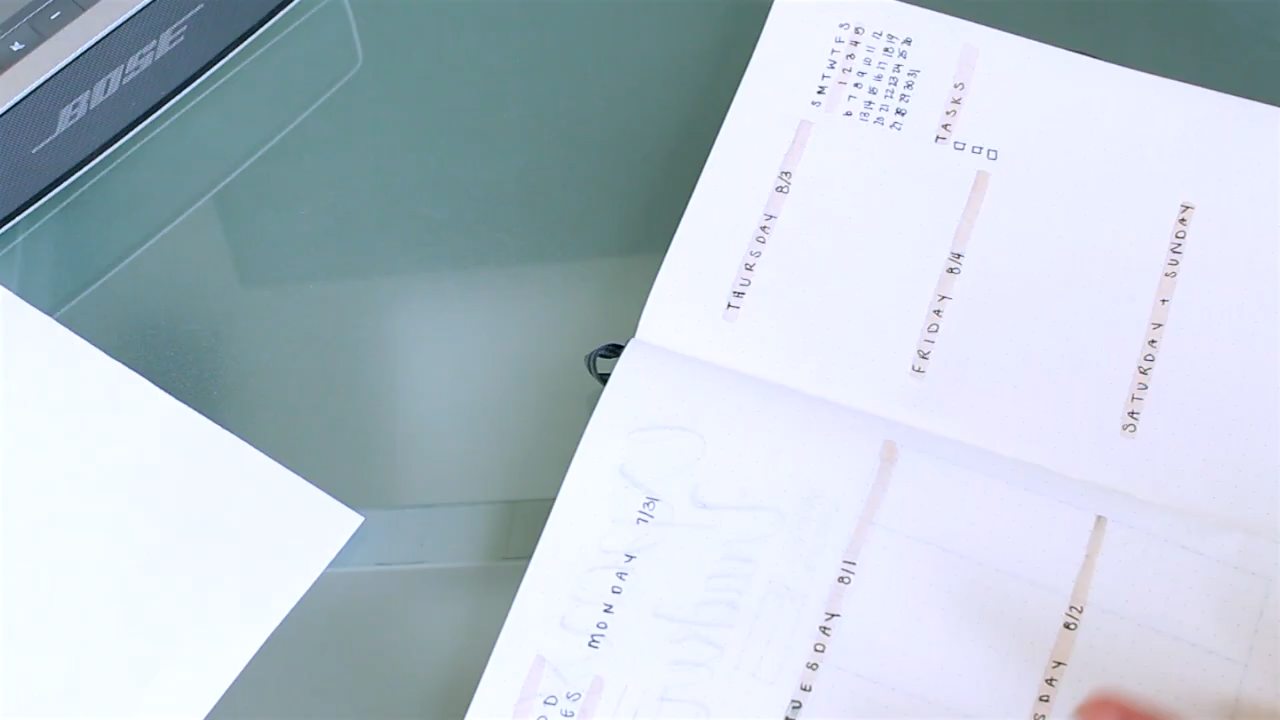 BOSE
S M T W T F S
1 2 3 4 5
6 7 8 9 10 11 12
13 14 15 16 17 18 19
20 21 22 23 24 25 26
27 28 29 30 31
TASKS
THURSDAY 8/3
FRIDAY 8/4
SATURDAY + SUNDAY
MONDAY 7/31
TUESDAY 8/1
SDAY 8/2